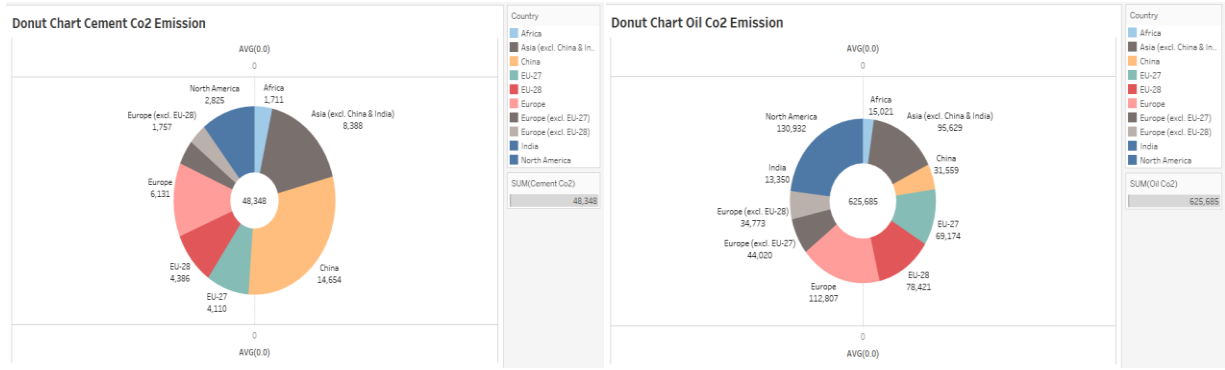 Donut Chart Cement Co2 Emission
AVG(0.0)
0
North America
2,825
Africa
1,711
Europe (excl. EU-28)
1,757
Asia (excl. China & India)
8,388
Europe
6,131
48,348
EU-28
4,386
China
14,654
EU-27
4,110
0
AVG(0.0)
Country
Africa
Asia (excl. China & In..
China
EU-27
EU-28
Europe
Europe (excl. EU-27)
Europe (excl. EU-28)
India
North America
SUM(Cement Co2)
48,348
Donut Chart Oil Co2 Emission
AVG(0.0)
0
Africa
15,021
North America
130,932
Asia (excl. China & India)
95,629
China
31,559
India
13,350
625,685
Europe (excl. EU-28)
34,773
EU-27
69,174
Europe (excl. EU-27)
44,020
EU-28
78,421
Europe
112,807
0
AVG(0.0)
Country
Africa
Asia (excl. China & In..
China
EU-27
EU-28
Europe
Europe (excl. EU-27)
Europe (excl. EU-28)
India
North America
SUM(Oil Co2)
625,685